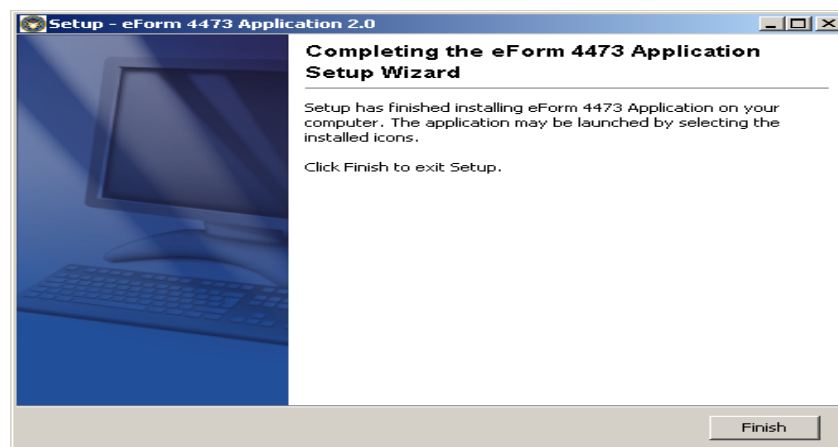 Setup - eForm 4473 Application 2.0
Completing the eForm 4473 Application
Setup Wizard
Setup has finished installing eForm 4473 Application on your
computer. The application may be launched by selecting the
installed icons.
Click Finish to exit Setup.
Finish